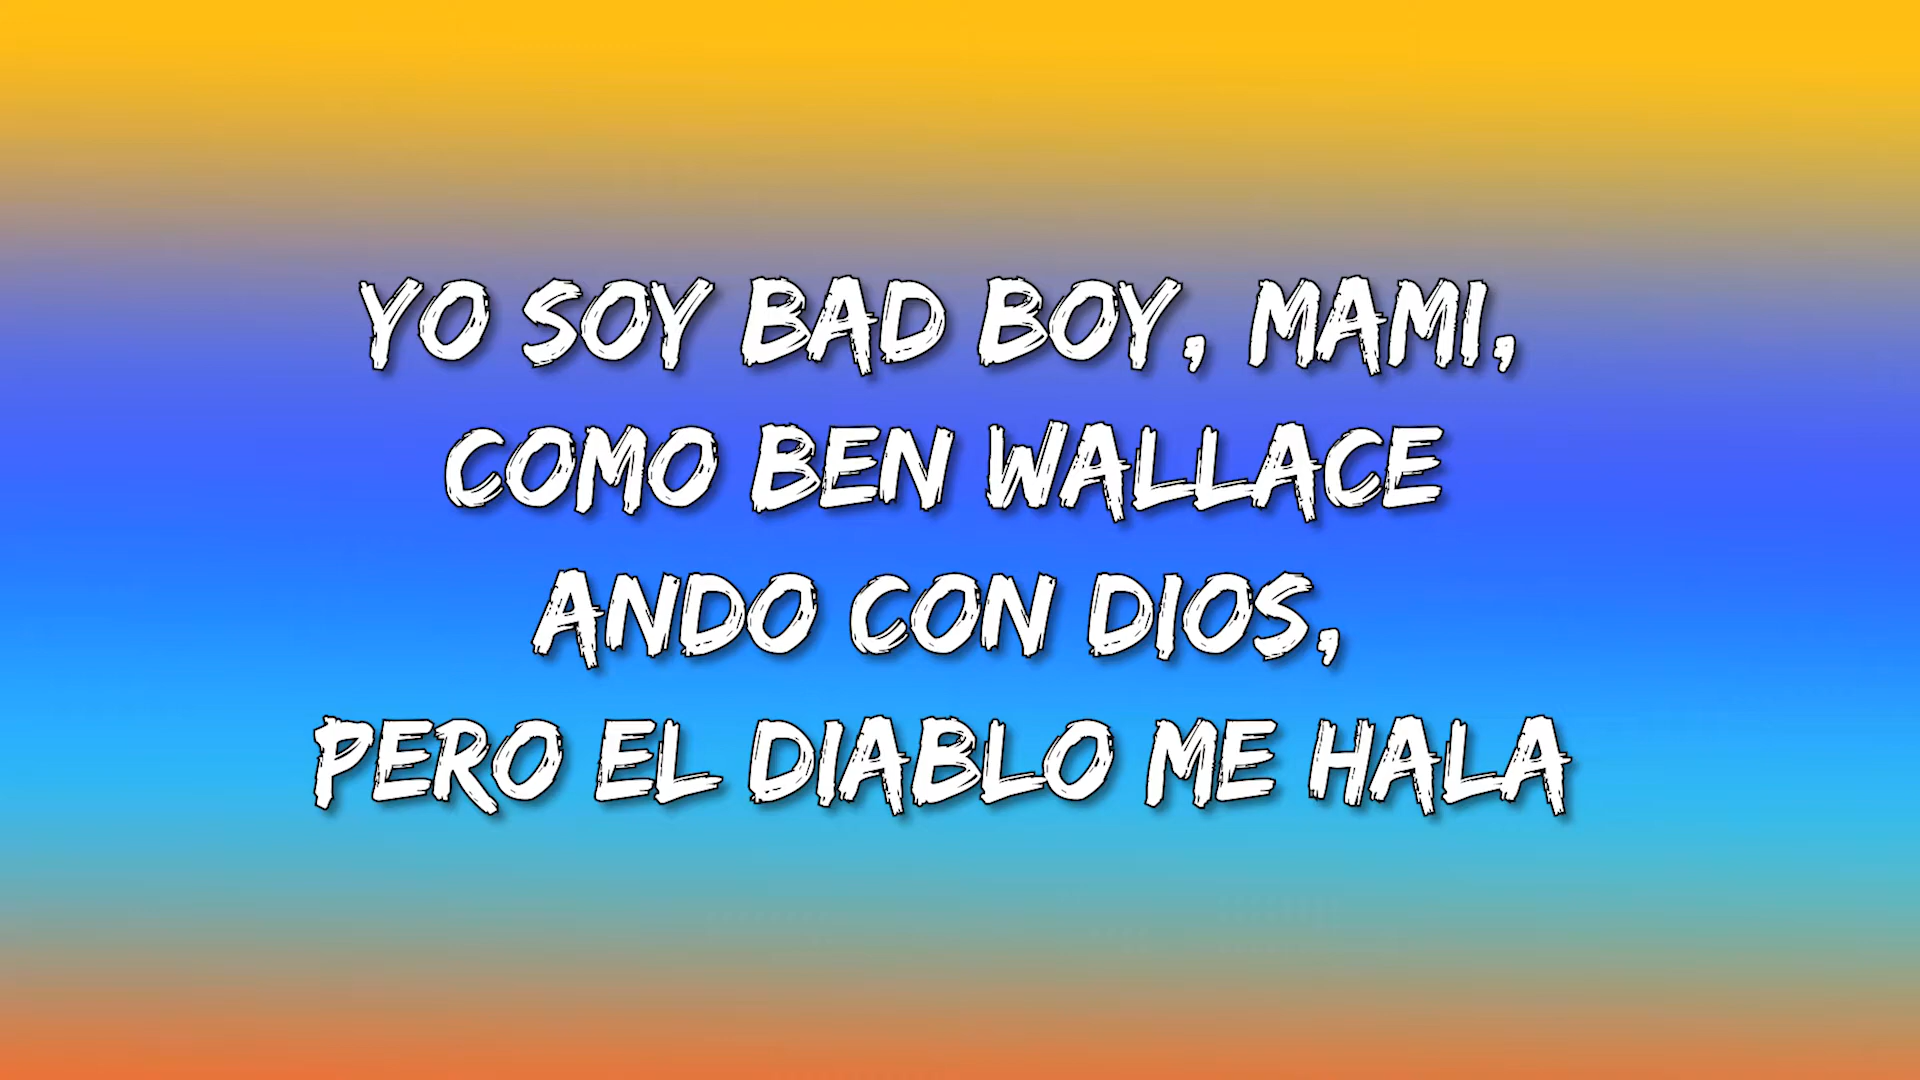 YO SOY BAD BOY, MAMI,
COMO BEN WALLACE
ANDO CON DIOS,
PERO EL DIABLO ME HALA